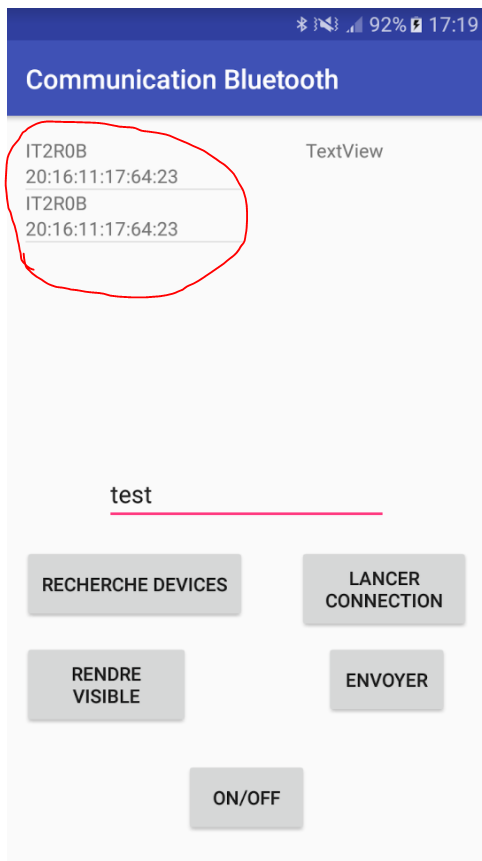 92% 17:19
Communication Bluetooth
IT2R0B TextView
20:16:11:17:64:23
IT2R0B
20:16:11:17:64:23
test
RECHERCHE DEVICES
LANCER
CONNECTION
RENDRE
VISIBLE
ENVOYER
ON/OFF